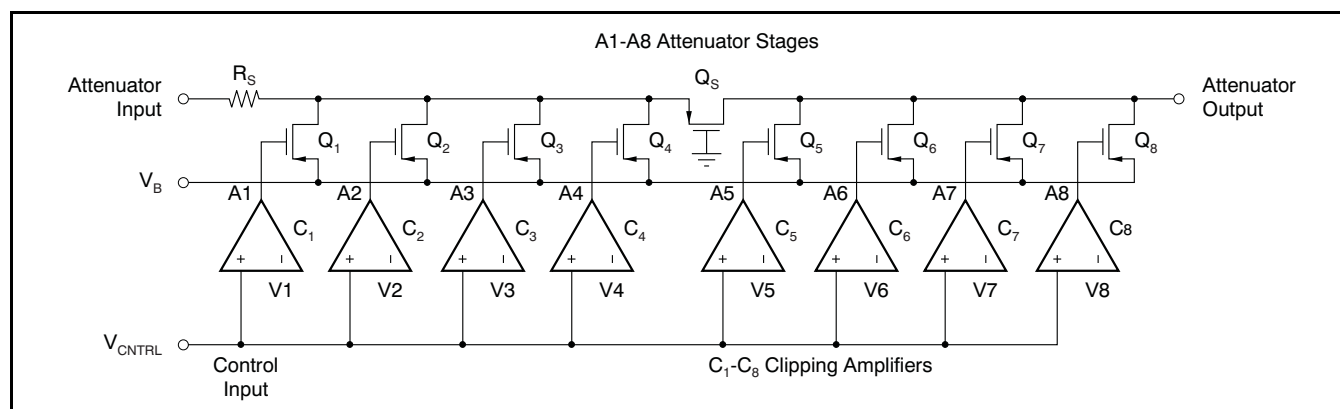 A1-A8 Attenuator Stages
Attenuator
Input
R_S
Q_S
Attenuator
Output
Q_1
Q_2
Q_3
Q_4
Q_5
Q_6
Q_7
Q_8
V_B
A1
A2
A3
A4
A5
A6
A7
A8
C_1
C_2
C_3
C_4
C_5
C_6
C_7
C_8
+ –
+ –
+ –
+ –
+ –
+ –
+ –
+ –
V1
V2
V3
V4
V5
V6
V7
V8
V_CNTRL
Control
Input
C_1-C_8 Clipping Amplifiers